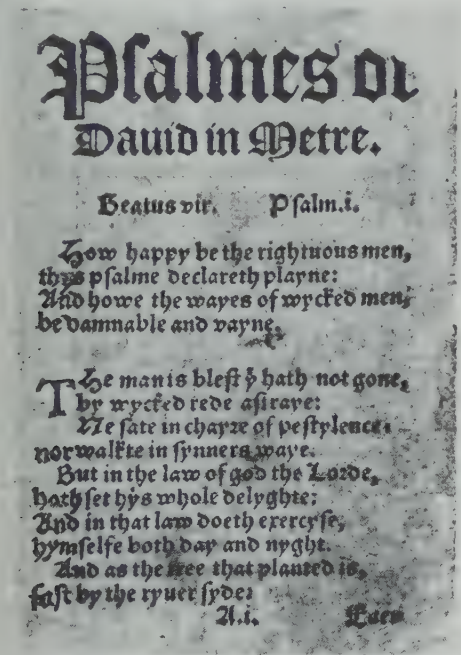 Psalmes of
Dauid in Metre.
Beatus vir. Psalm.i.
How happy be the rightuous men,
thys psalme declareth playne:
And howe the wayes of wycked men,
be damnable and vayne.
THe man is blest yͭ hath not gone,
by wycked rede astraye:
Ne sate in chayre of pestylence,
nor walkte in synners waye.
But in the law of god the Lorde,
hath set hys whole delyghte:
And in that law doeth exercyse,
hymselfe both day and nyght.
And as the tree that planted is,
fast by the ryuer syde:
A.i. Euen